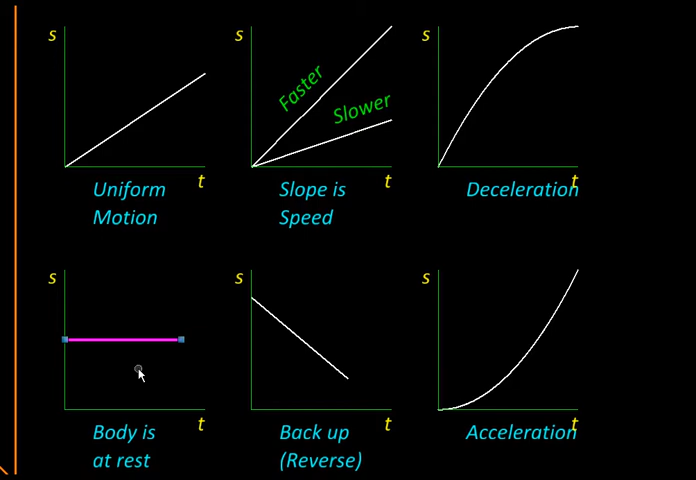 s
t
Uniform
Motion
s
Faster
Slower
t
Slope is
Speed
s
t
Deceleration
s
t
Body is
at rest
s
t
Back up
(Reverse)
s
t
Acceleration